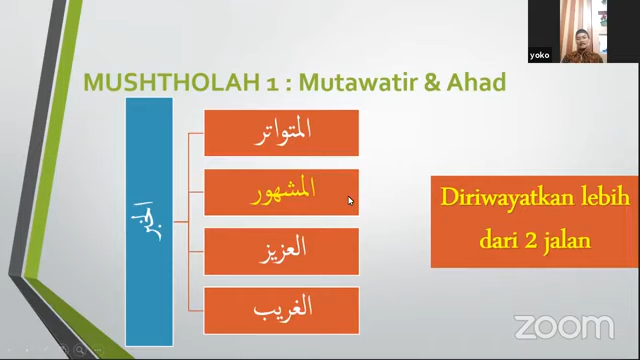 yoko
MUSHTHOLAH 1 : Mutawatir & Ahad
الخبر
المتواتر
المشهور
العزيز
الغريب
Diriwayatkan lebih
dari 2 jalan
zoom